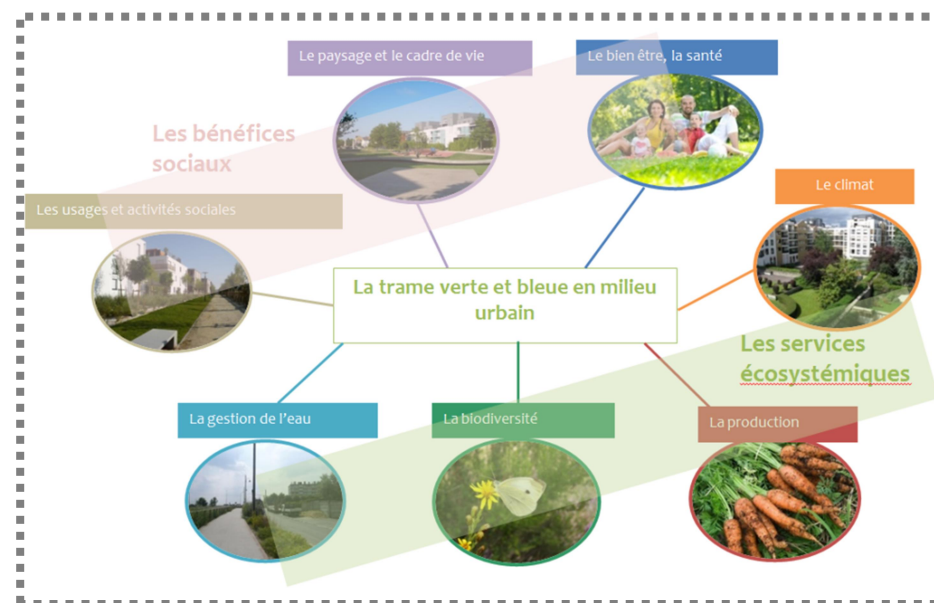 Le paysage et le cadre de vie
Le bien être, la santé
Les bénéfices
sociaux
Le climat
Les usages et activités sociales
La trame verte et bleue en milieu
urbain
Les services
écosystémiques
La gestion de l'eau
La biodiversité
La production